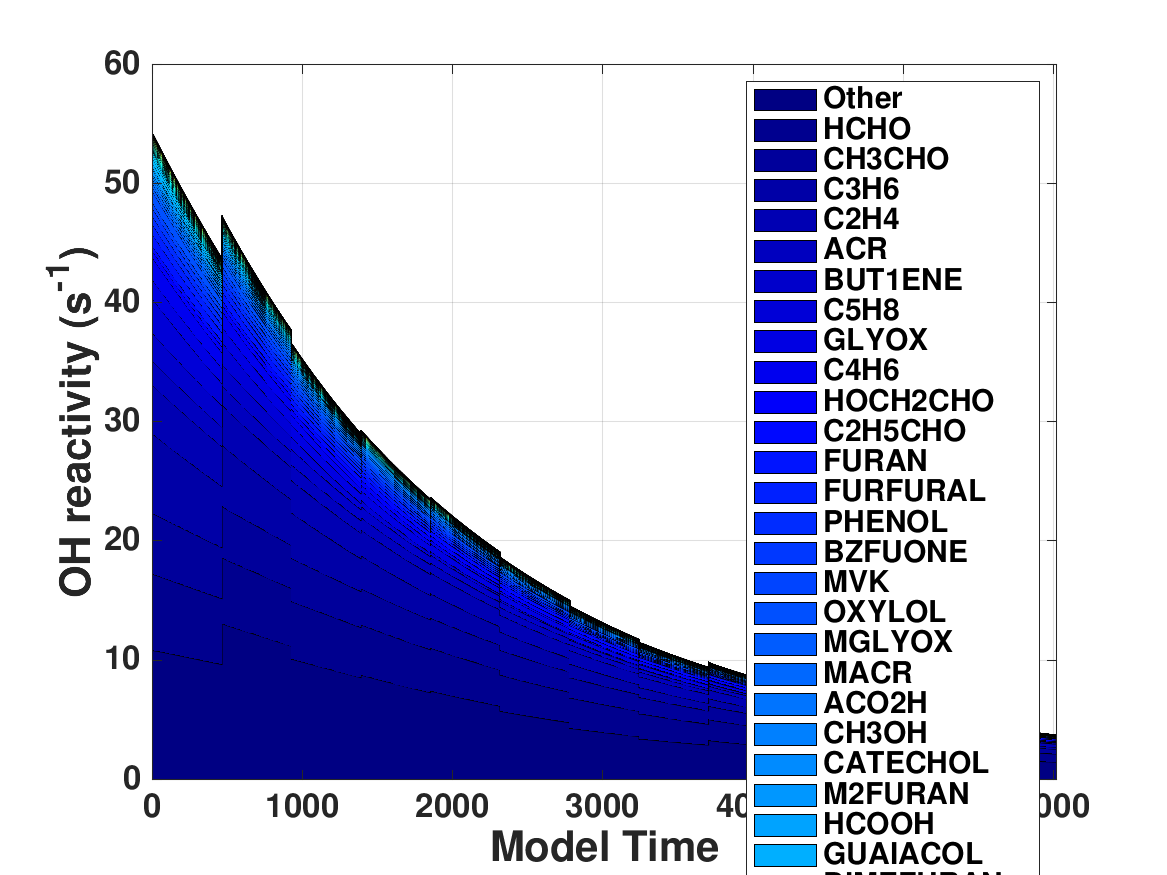 60
50
40
30
20
10
0
OH reactivity (s-1)
0
1000
2000
3000
Model Time
Other
HCHO
CH3CHO
C3H6
C2H4
ACR
BUT1ENE
C5H8
GLYOX
C4H6
HOCH2CHO
C2H5CHO
FURAN
FURFURAL
PHENOL
BZFUONE
MVK
OXYLOL
MGLYOX
MACR
ACO2H
CH3OH
CATECHOL
M2FURAN
HCOOH
GUAIACOL